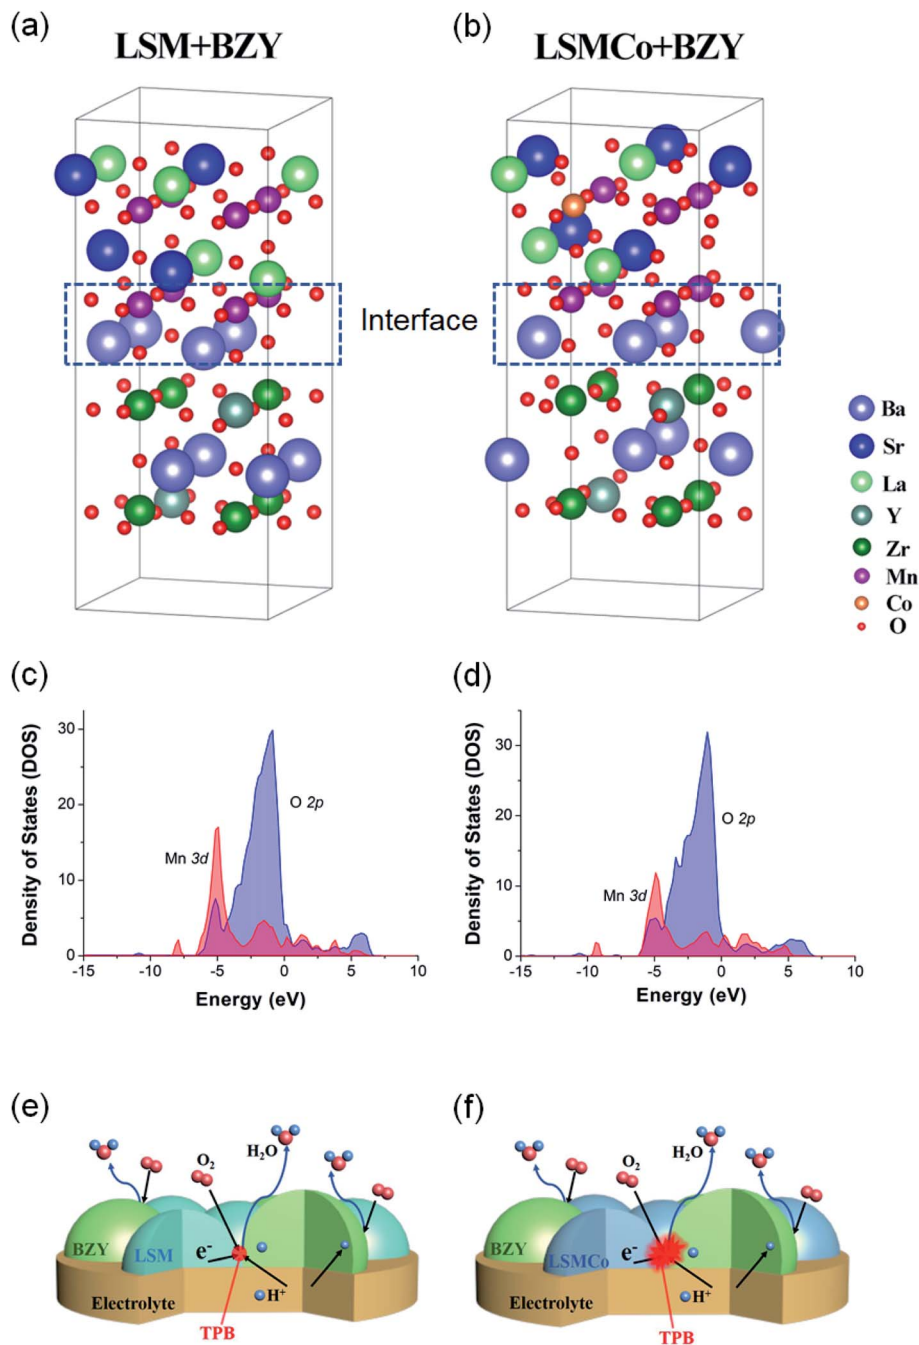 (a)
LSM+BZY
(b)
LSMCo+BZY
Interface
Ba
Sr
La
Y
Zr
Mn
Co
O
(c)
Density of States (DOS)
30
20
10
0
-15
-10
-5
0
5
10
Energy (eV)
Mn 3d
O 2p
(d)
Density of States (DOS)
30
20
10
0
-15
-10
-5
0
5
10
Energy (eV)
Mn 3d
O 2p
(e)
O₂
H₂O
BZY
LSM
e⁻
H⁺
Electrolyte
TPB
(f)
O₂
H₂O
BZY
LSMCo
e⁻
H⁺
Electrolyte
TPB